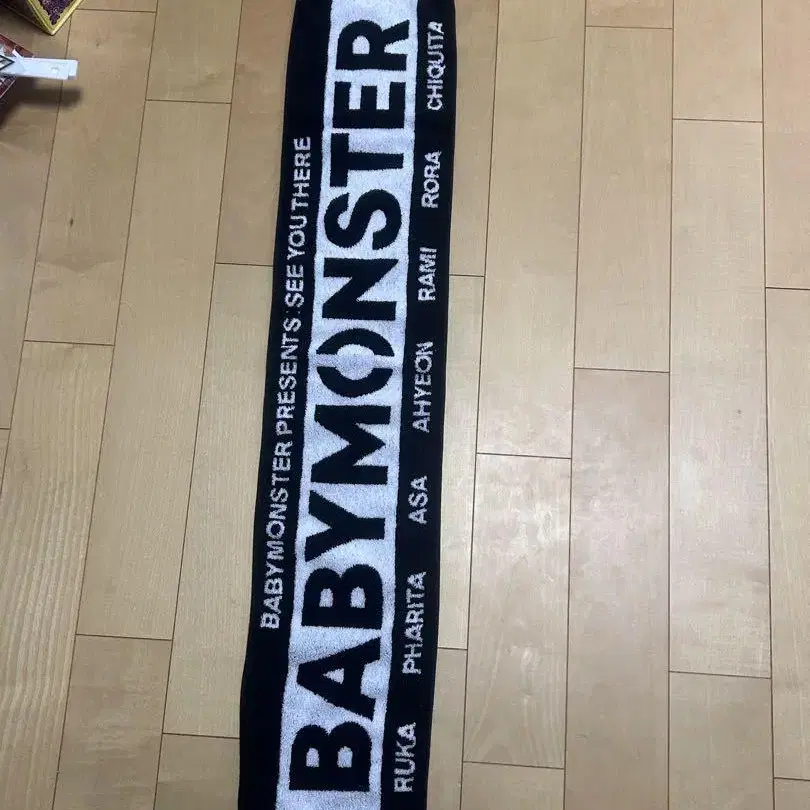 BABYMONSTER PRESENTS : SEE YOU THERE
BABYMONSTER
RUKA PHARITA ASA AHYEON RAMI RORA CHIQUITA